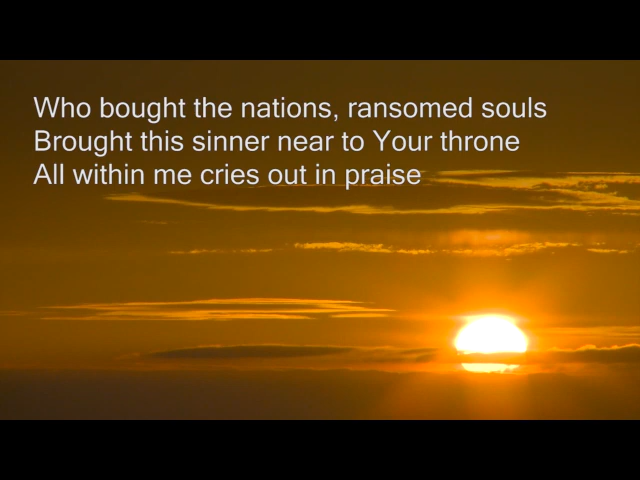 Who bought the nations, ransomed souls
Brought this sinner near to Your throne
All within me cries out in praise